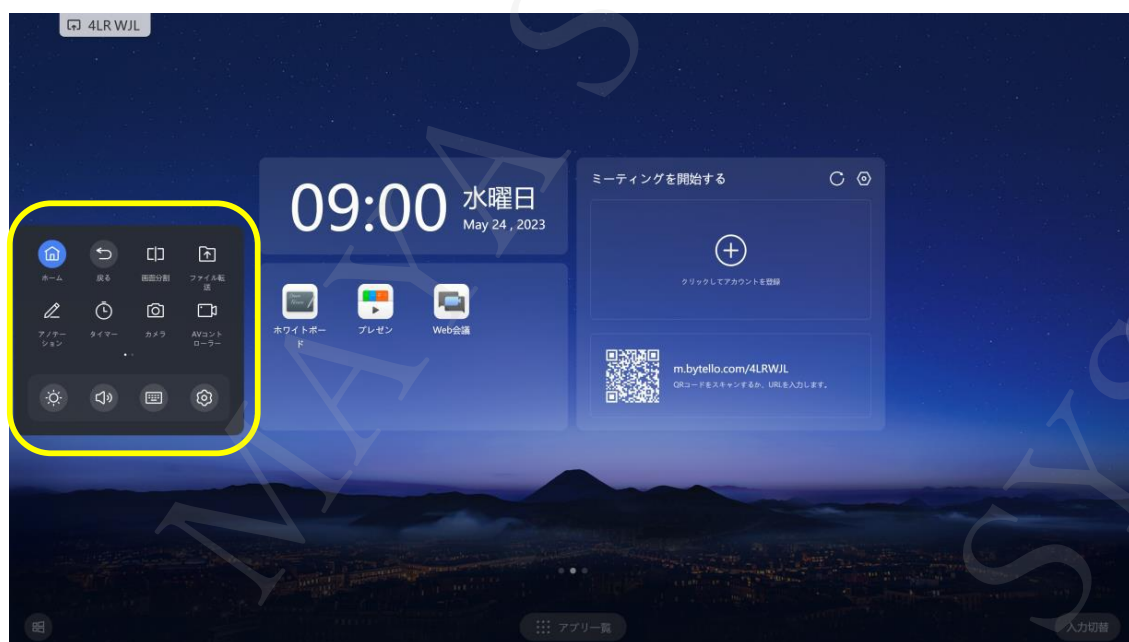 4LR WJL
09:00
水曜日
May 24 , 2023
ミーティングを開始する
クリックしてアカウントを登録
m.bytello.com/4LRWJL
QRコードをスキャンするか、URLを入力します。
ホーム
戻る
画面分割
ファイル転
送
アノテー
ション
タイマー
カメラ
AVコント
ローラー
ホワイトボー
ド
プレゼン
Web会議
アプリ一覧
入力切替
MAYA SYS